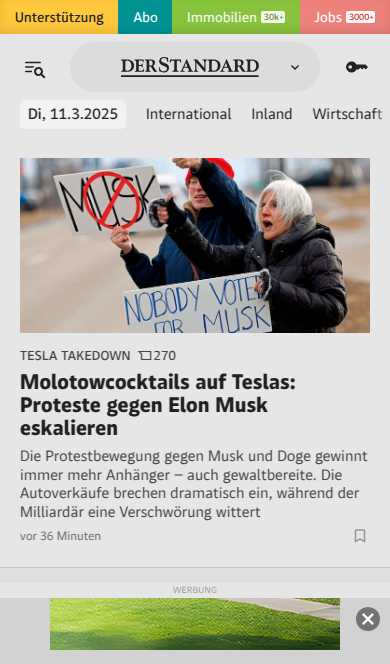 Unterstützung Abo Immobilien 30k+ Jobs 3000+
DERSTANDARD
Di, 11.3.2025 International Inland Wirtschaft
MUSK
NOBODY VOTED
FOR MUSK
TESLA TAKEDOWN 270
Molotowcocktails auf Teslas:
Proteste gegen Elon Musk
eskalieren
Die Protestbewegung gegen Musk und Doge gewinnt
immer mehr Anhänger – auch gewaltbereite. Die
Autoverkäufe brechen dramatisch ein, während der
Milliardär eine Verschwörung wittert
vor 36 Minuten
WERBUNG